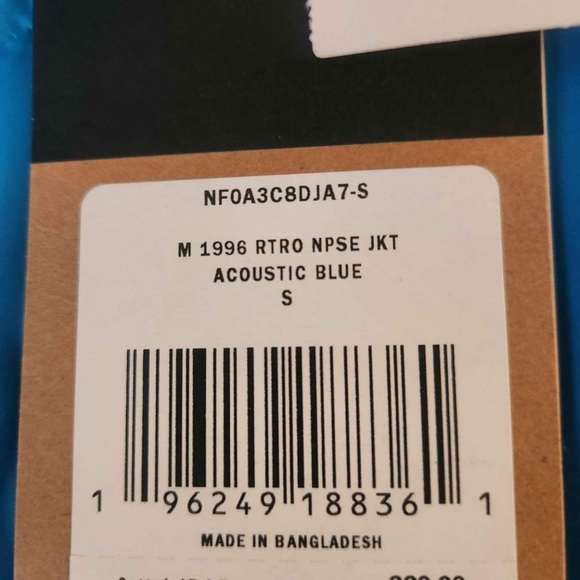 NF0A3C8DJA7-S
M 1996 RTRO NPSE JKT
ACOUSTIC BLUE
S
1 96249 18836 1
MADE IN BANGLADESH